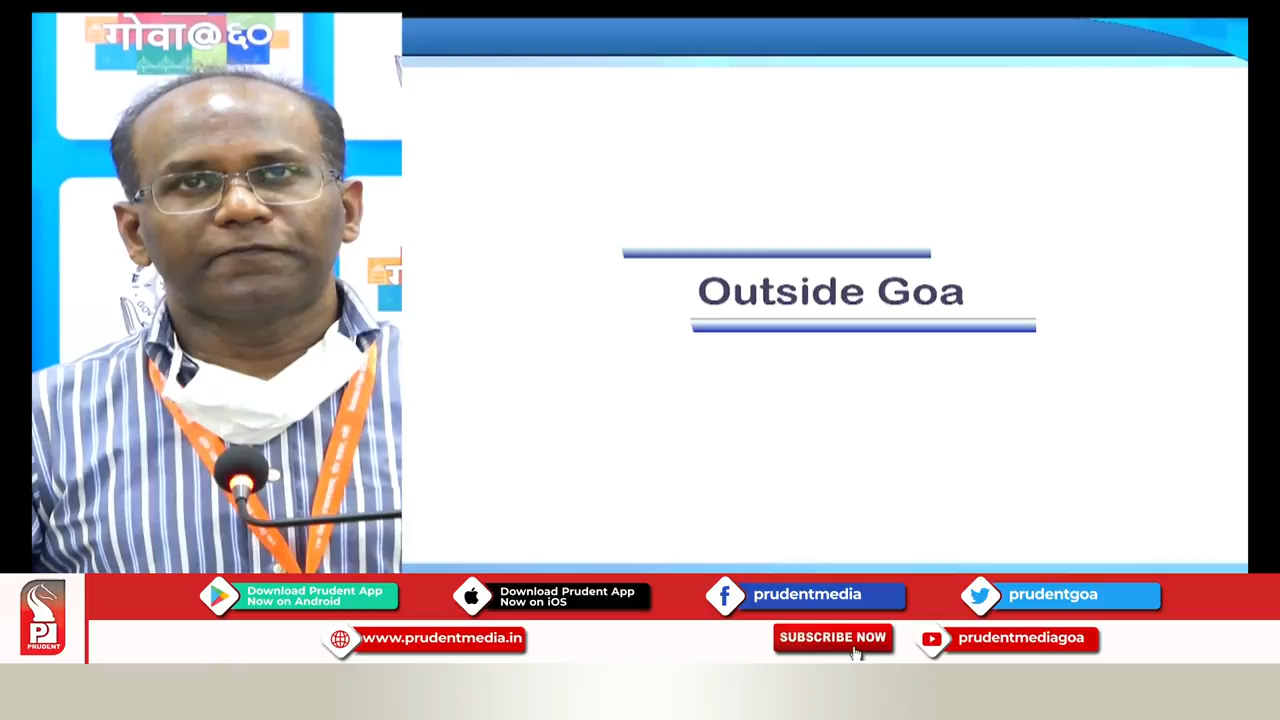 गोवा@६०
Outside Goa
Download Prudent App
Now on Android
Download Prudent App
Now on iOS
prudentmedia
prudentgoa
PRUDENT
www.prudentmedia.in
SUBSCRIBE NOW
prudentmediagoa